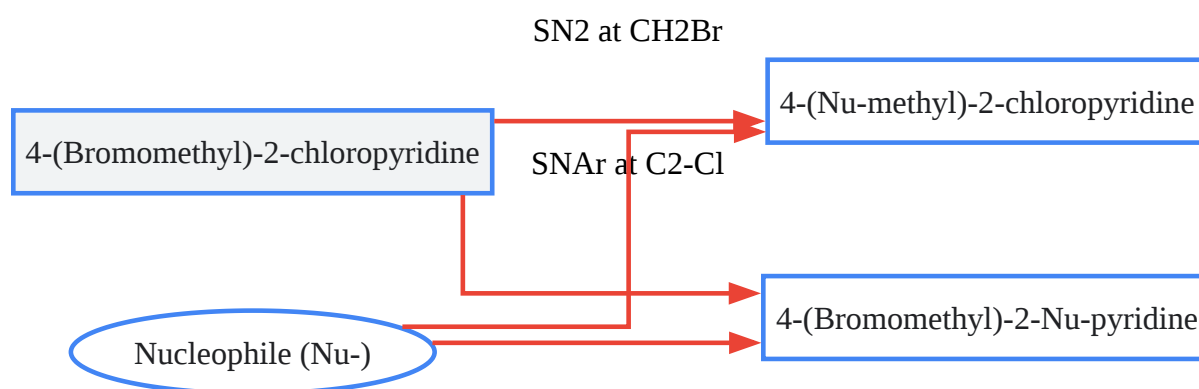 SN2 at CH2Br
4-(Nu-methyl)-2-chloropyridine
4-(Bromomethyl)-2-chloropyridine
SNAr at C2-Cl
4-(Bromomethyl)-2-Nu-pyridine
Nucleophile (Nu-)